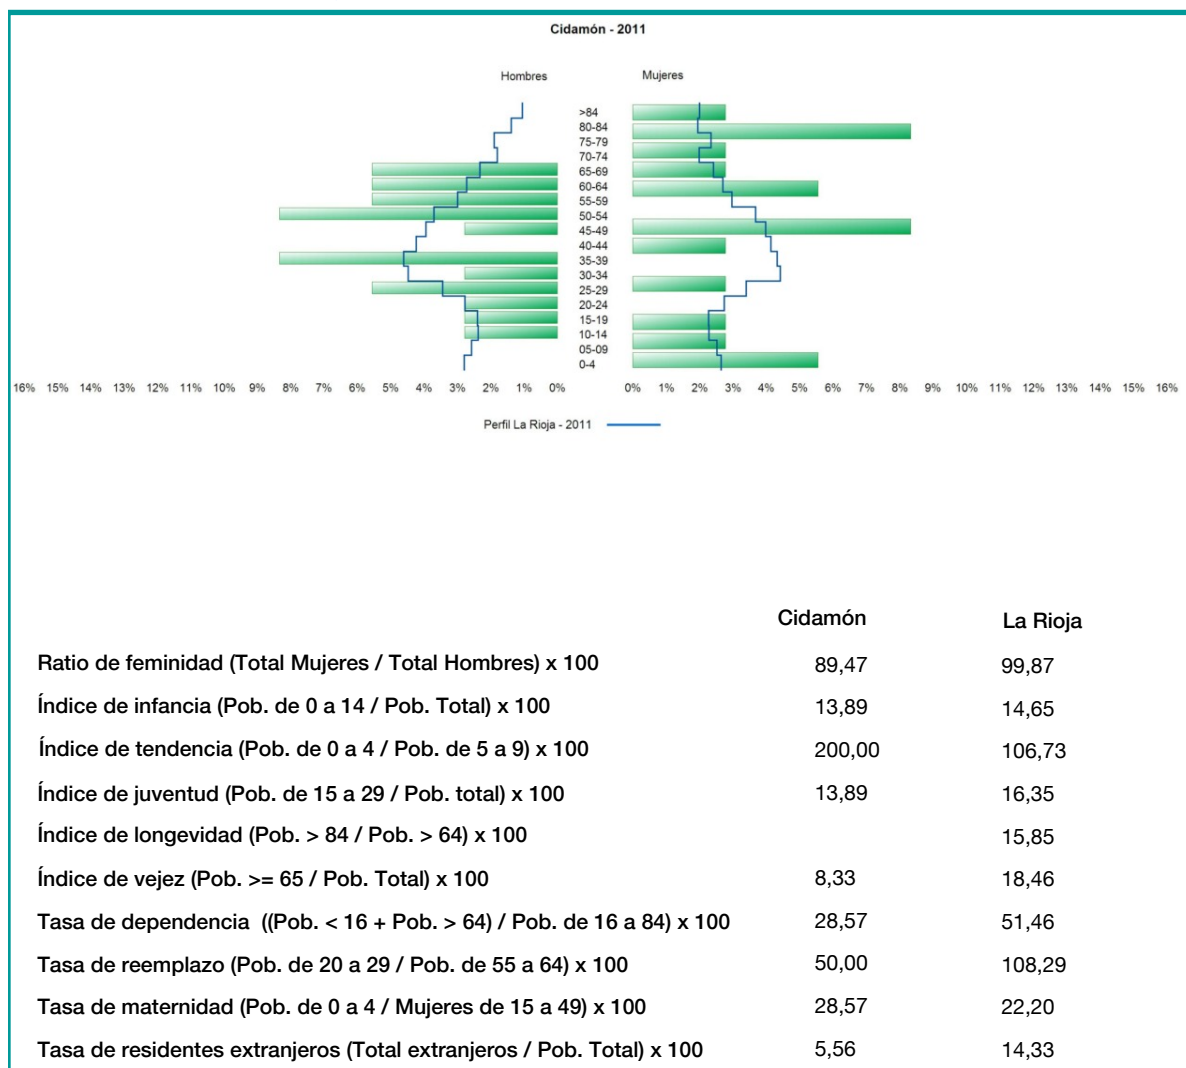 Cidamón - 2011
Hombres Mujeres
>84
80-84
75-79
70-74
65-69
60-64
55-59
50-54
45-49
40-44
35-39
30-34
25-29
20-24
15-19
10-14
05-09
0-4
16% 15% 14% 13% 12% 11% 10% 9% 8% 7% 6% 5% 4% 3% 2% 1% 0% 0% 1% 2% 3% 4% 5% 6% 7% 8% 9% 10% 11% 12% 13% 14% 15% 16%
Perfil La Rioja - 2011
Cidamón La Rioja
Ratio de feminidad (Total Mujeres / Total Hombres) x 100 89,47 99,87
Índice de infancia (Pob. de 0 a 14 / Pob. Total) x 100 13,89 14,65
Índice de tendencia (Pob. de 0 a 4 / Pob. de 5 a 9) x 100 200,00 106,73
Índice de juventud (Pob. de 15 a 29 / Pob. total) x 100 13,89 16,35
Índice de longevidad (Pob. > 84 / Pob. > 64) x 100 15,85
Índice de vejez (Pob. >= 65 / Pob. Total) x 100 8,33 18,46
Tasa de dependencia ((Pob. < 16 + Pob. > 64) / Pob. de 16 a 84) x 100 28,57 51,46
Tasa de reemplazo (Pob. de 20 a 29 / Pob. de 55 a 64) x 100 50,00 108,29
Tasa de maternidad (Pob. de 0 a 4 / Mujeres de 15 a 49) x 100 28,57 22,20
Tasa de residentes extranjeros (Total extranjeros / Pob. Total) x 100 5,56 14,33